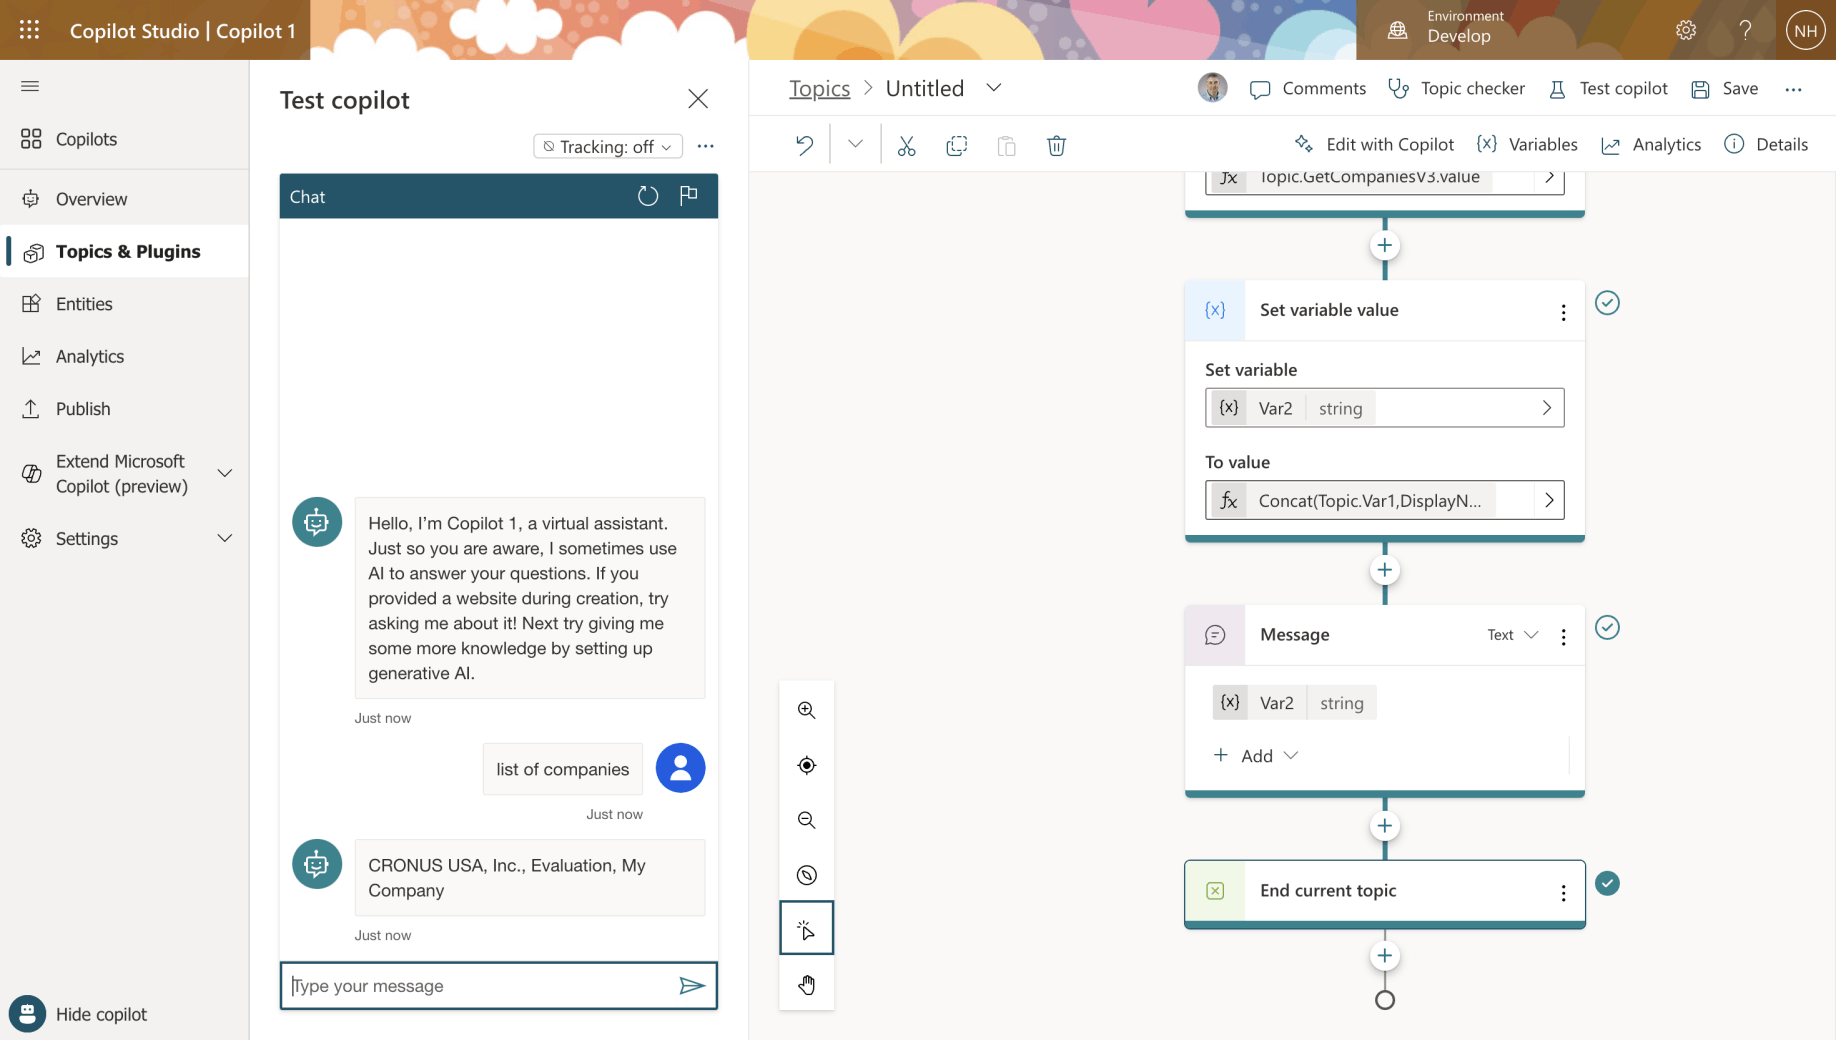 Copilot Studio | Copilot 1
Environment
Develop
NH
Copilots
Overview
Topics & Plugins
Entities
Analytics
Publish
Extend Microsoft
Copilot (preview)
Settings
Hide copilot
Test copilot
Tracking: off
Chat
Hello, I'm Copilot 1, a virtual assistant.
Just so you are aware, I sometimes use
AI to answer your questions. If you
provided a website during creation, try
asking me about it! Next try giving me
some more knowledge by setting up
generative AI.
Just now
list of companies
Just now
CRONUS USA, Inc., Evaluation, My
Company
Just now
Type your message
Topics > Untitled
Comments
Topic checker
Test copilot
Save
Edit with Copilot
{x} Variables
Analytics
Details
fx Topic.GetCompaniesV3.value
{x} Set variable value
Set variable
{x} Var2 string
To value
fx Concat(Topic.Var1,DisplayN...
Message
Text
{x} Var2 string
+ Add
End current topic